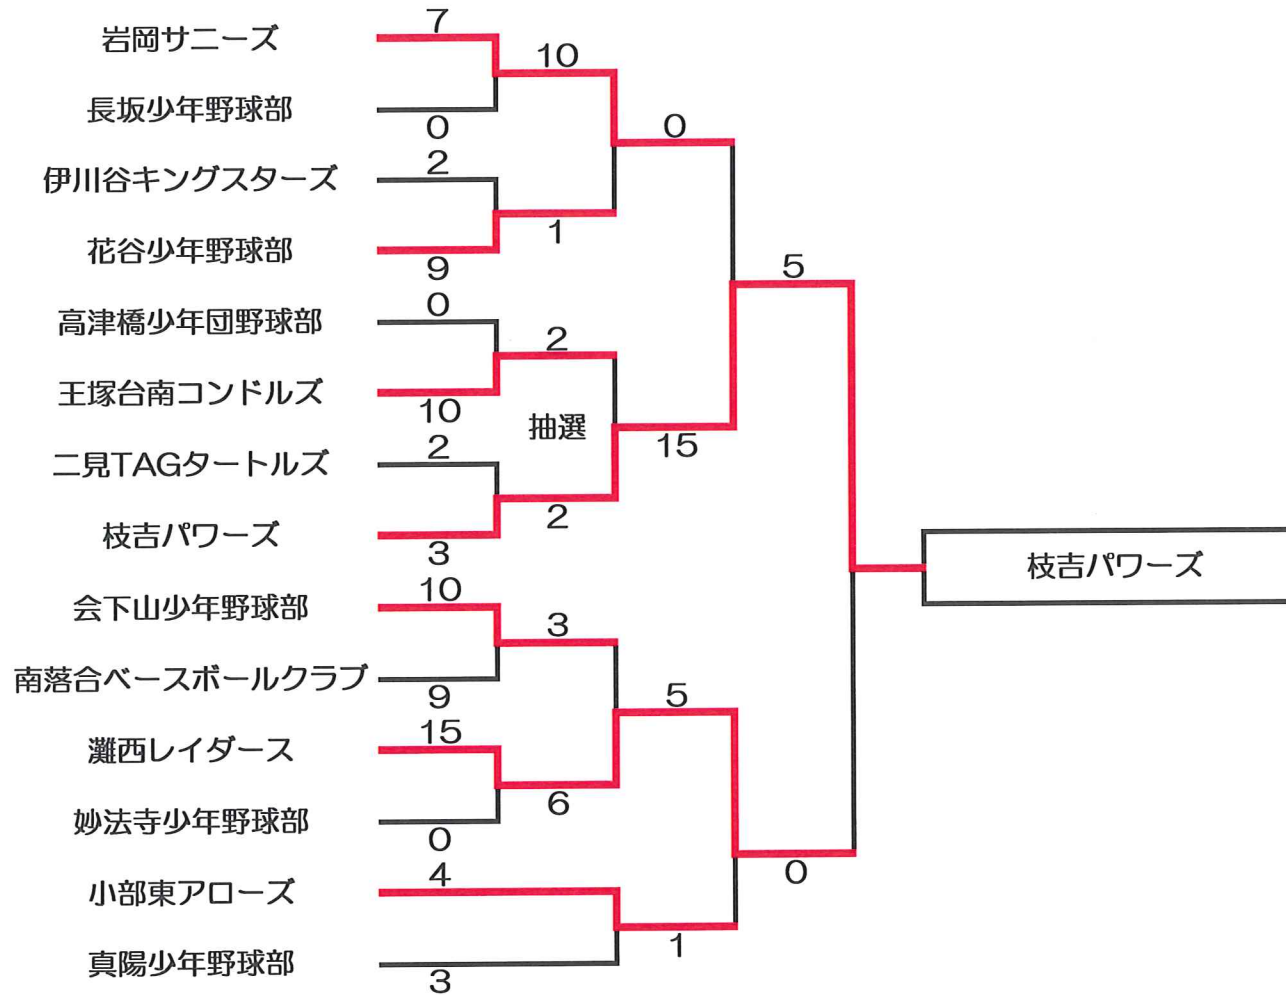 7
岩岡サニーズ
10
長坂少年野球部
0
0
2
伊川谷キングスターズ
1
花谷少年野球部
9
5
0
高津橋少年団野球部
2
王塚台南コンドルズ
10
抽選
15
2
二見TAGタートルズ
2
枝吉パワーズ
3
枝吉パワーズ
10
会下山少年野球部
3
南落合ベースボールクラブ
9
5
15
灘西レイダース
6
妙法寺少年野球部
0
0
4
小部東アローズ
1
真陽少年野球部
3